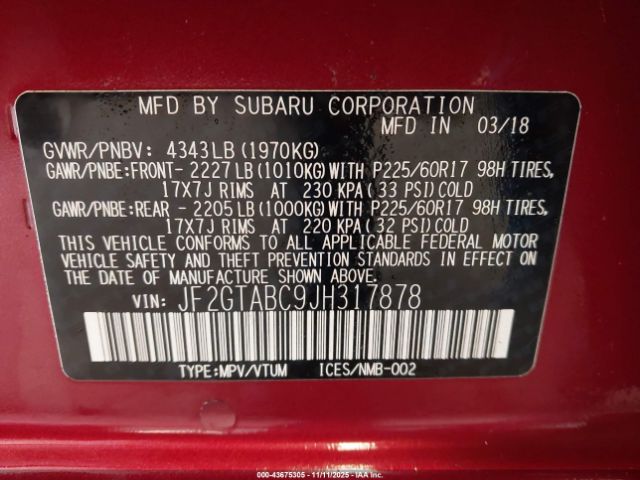 MFD BY SUBARU CORPORATION
MFD IN 03/18
GVWR/PNBV: 4343LB (1970KG)
GAWR/PNBE:FRONT- 2227LB (1010KG) WITH P225/60R17 98H TIRES,
17X7J RIMS AT 230 KPA ( 33 PSI) COLD
GAWR/PNBE:REAR - 2205LB (1000KG) WITH P225/60R17 98H TIRES,
17X7J RIMS AT 220 KPA ( 32 PSI) COLD
THIS VEHICLE CONFORMS TO ALL APPLICABLE FEDERAL MOTOR
VEHICLE SAFETY AND THEFT PREVENTION STANDARDS IN EFFECT ON
THE DATE OF MANUFACTURE SHOWN ABOVE.
VIN: JF2GTABC9JH317878
TYPE:MPV/VTUM ICES/NMB-002
000-43675305 - 11/11/2025 - IAA Inc.